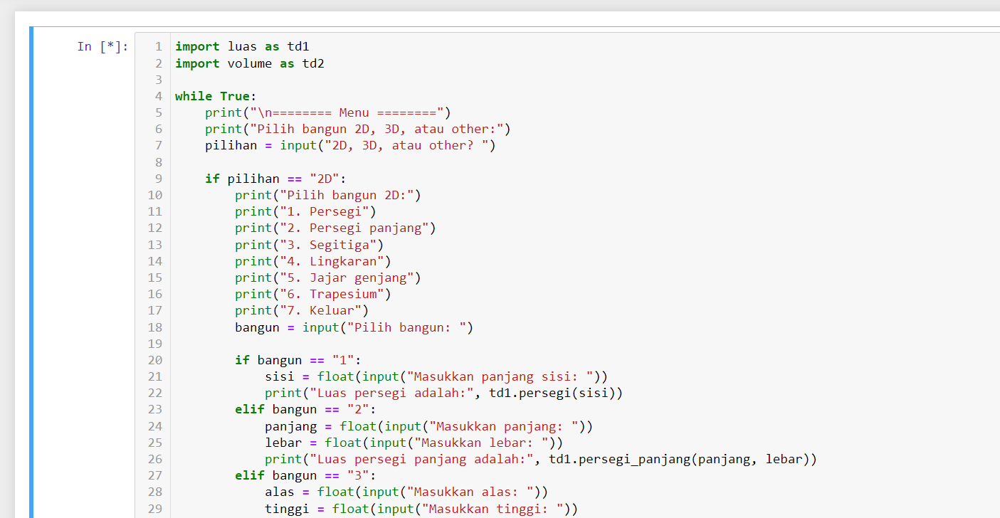 In [*]:
1 import luas as td1
2 import volume as td2
3
4 while True:
5     print("\n======== Menu ========")
6     print("Pilih bangun 2D, 3D, atau other:")
7     pilihan = input("2D, 3D, atau other? ")
8
9     if pilihan == "2D":
10         print("Pilih bangun 2D:")
11         print("1. Persegi")
12         print("2. Persegi panjang")
13         print("3. Segitiga")
14         print("4. Lingkaran")
15         print("5. Jajar genjang")
16         print("6. Trapesium")
17         print("7. Keluar")
18         bangun = input("Pilih bangun: ")
19
20         if bangun == "1":
21             sisi = float(input("Masukkan panjang sisi: "))
22             print("Luas persegi adalah:", td1.persegi(sisi))
23         elif bangun == "2":
24             panjang = float(input("Masukkan panjang: "))
25             lebar = float(input("Masukkan lebar: "))
26             print("Luas persegi panjang adalah:", td1.persegi_panjang(panjang, lebar))
27         elif bangun == "3":
28             alas = float(input("Masukkan alas: "))
29             tinggi = float(input("Masukkan tinggi: "))